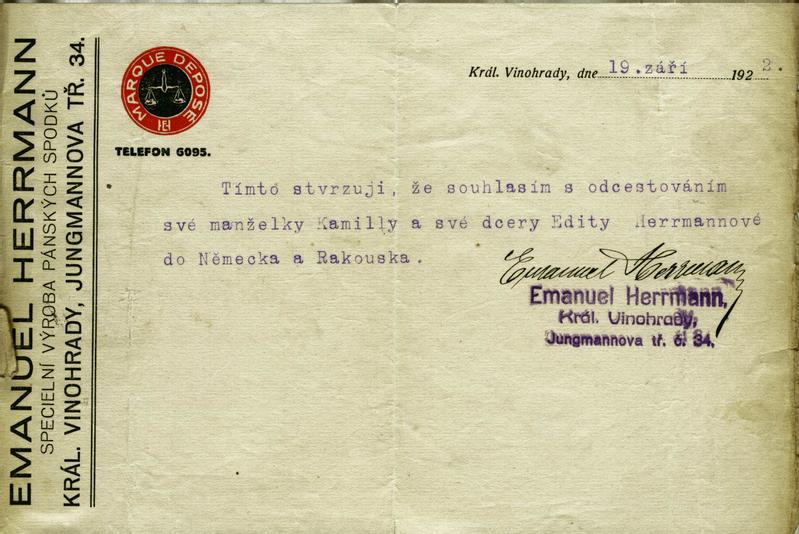 EMANUEL HERRMANN
SPECIELNÍ VÝROBA PÁNSKÝCH SPODKŮ
KRÁL. VINOHRADY, JUNGMANNOVA TŘ. 34.
MARQUE DEPOSÉ
EH
TELEFON 6095.
Král. Vinohrady, dne 19.září 1922.
Tímto stvrzuji, že souhlasím s odcestováním
své manželky Kamilly a své dcery Edity Herrmannové
do Německa a Rakouska.
Emanuel Herrmann
Emanuel Herrmann,
Král. Vinohrady,
Jungmannova tř. č. 34.